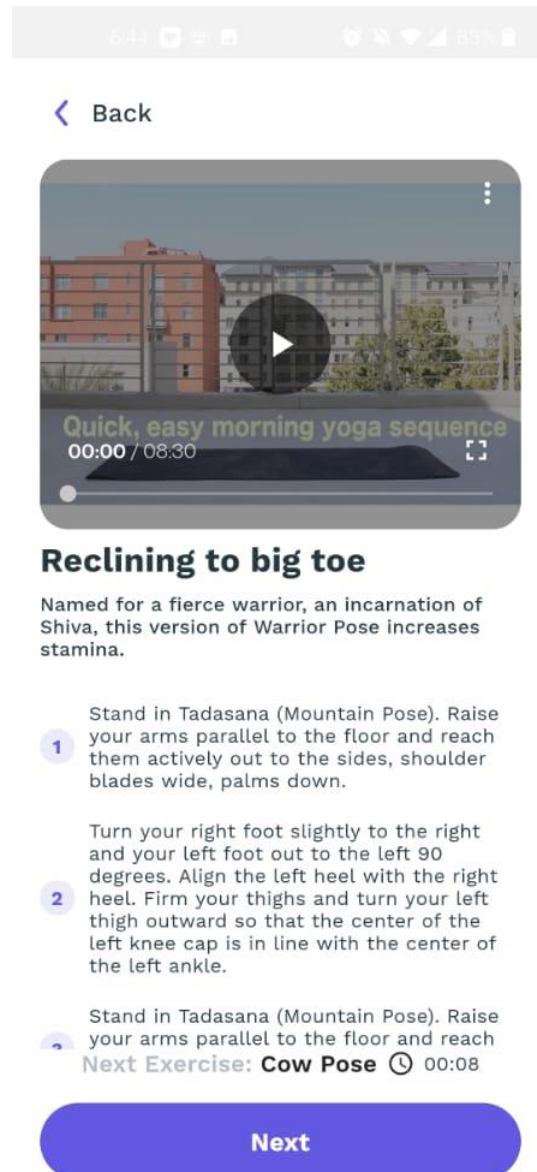 6:44 83%
Back
Quick, easy morning yoga sequence
00:00 / 08:30
Reclining to big toe
Named for a fierce warrior, an incarnation of
Shiva, this version of Warrior Pose increases
stamina.
Stand in Tadasana (Mountain Pose). Raise
1 your arms parallel to the floor and reach
them actively out to the sides, shoulder
blades wide, palms down.
Turn your right foot slightly to the right
and your left foot out to the left 90
degrees. Align the left heel with the right
2 heel. Firm your thighs and turn your left
thigh outward so that the center of the
left knee cap is in line with the center of
the left ankle.
Stand in Tadasana (Mountain Pose). Raise
3 your arms parallel to the floor and reach
Next Exercise: Cow Pose 00:08
Next